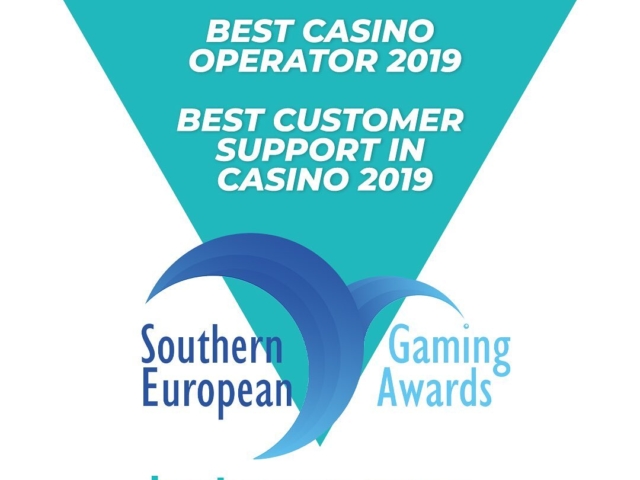 BEST CASINO
OPERATOR 2019
BEST CUSTOMER
SUPPORT IN
CASINO 2019
Southern
European
Gaming
Awards